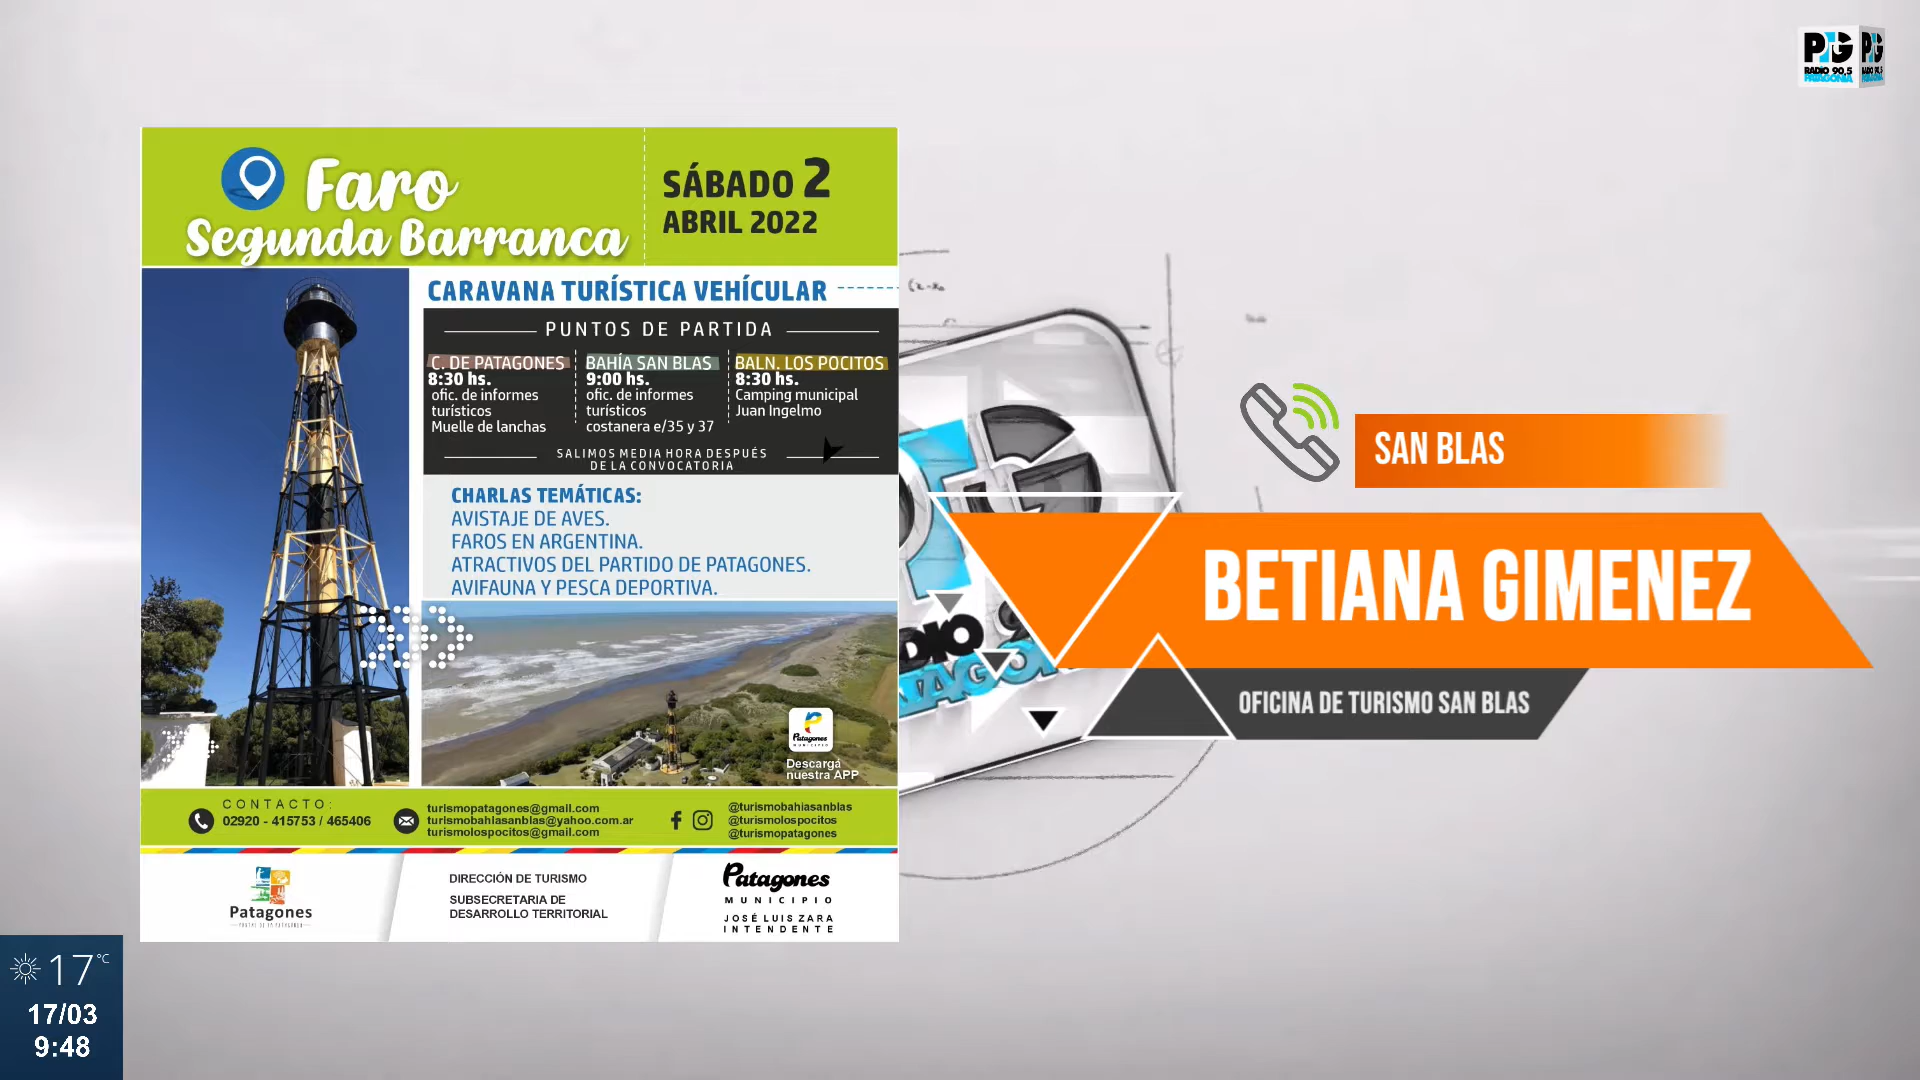 PTG PTG
RADIO 90,5
PATAGONIA
Faro
Segunda Barranca
SÁBADO 2
ABRIL 2022
CARAVANA TURÍSTICA VEHÍCULAR
PUNTOS DE PARTIDA
C. DE PATAGONES
8:30 hs.
ofic. de informes
turísticos
Muelle de lanchas
BAHÍA SAN BLAS
9:00 hs.
ofic. de informes
turísticos
costanera e/35 y 37
BALN. LOS POCITOS
8:30 hs.
Camping municipal
Juan Ingelmo
SALIMOS MEDIA HORA DESPUÉS
DE LA CONVOCATORIA
CHARLAS TEMÁTICAS:
AVISTAJE DE AVES.
FAROS EN ARGENTINA.
ATRACTIVOS DEL PARTIDO DE PATAGONES.
AVIFAUNA Y PESCA DEPORTIVA.
Patagones
MUNICIPIO
Descargá
nuestra APP
CONTACTO:
02920 - 415753 / 465406
turismopatagones@gmail.com
turismobahiasanblas@yahoo.com.ar
turismolospocitos@gmail.com
@turismobahiasanblas
@turismolospocitos
@turismopatagones
Patagones
DIRECCIÓN DE TURISMO
SUBSECRETARIA DE
DESARROLLO TERRITORIAL
Patagones
MUNICIPIO
JOSÉ LUIS ZARA
INTENDENTE
SAN BLAS
BETIANA GIMENEZ
OFICINA DE TURISMO SAN BLAS
17°C
17/03
9:48